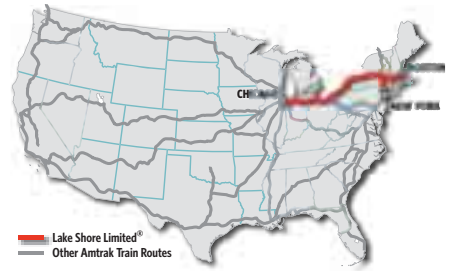 CHICAGO
NEW YORK
Lake Shore Limited®
Other Amtrak Train Routes